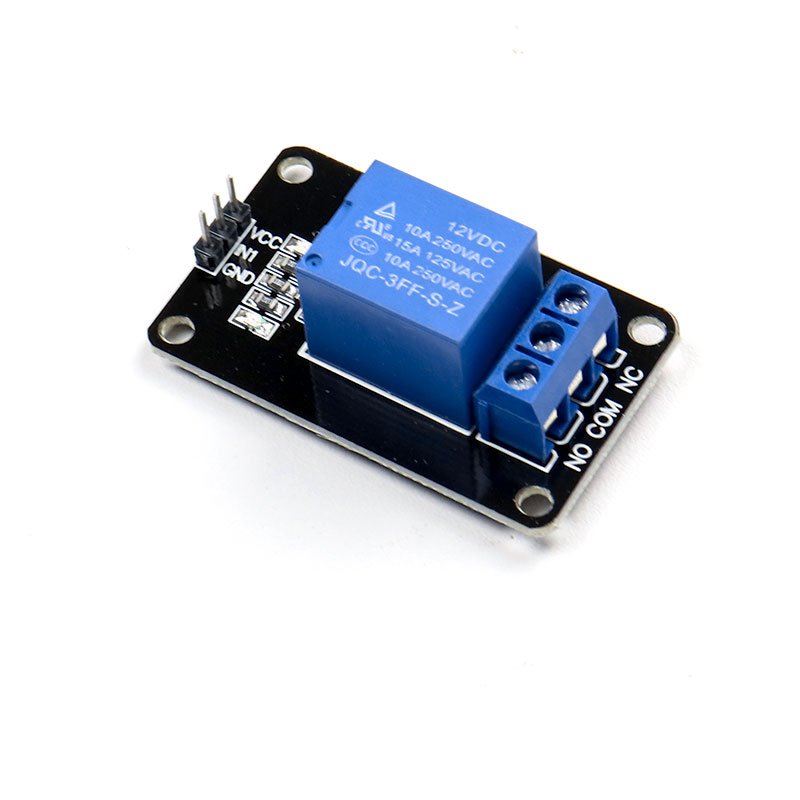 VCC
IN1
GND
12VDC
10A 250VAC
15A 125VAC
10A 250VAC
JQC-3FF-S-Z
NO COM NC